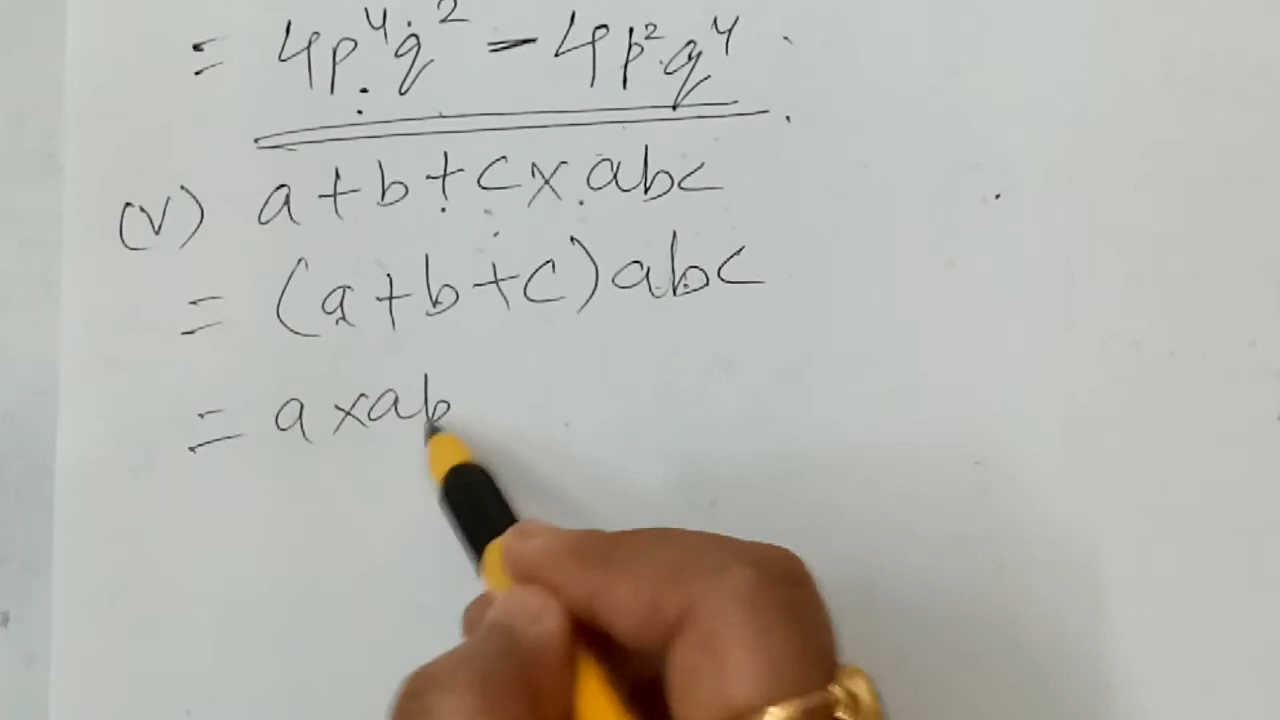 = 4p⁴q² - 4p²q⁴.
(V) a+b+c×abc
= (a+b+c)abc
= a×ab